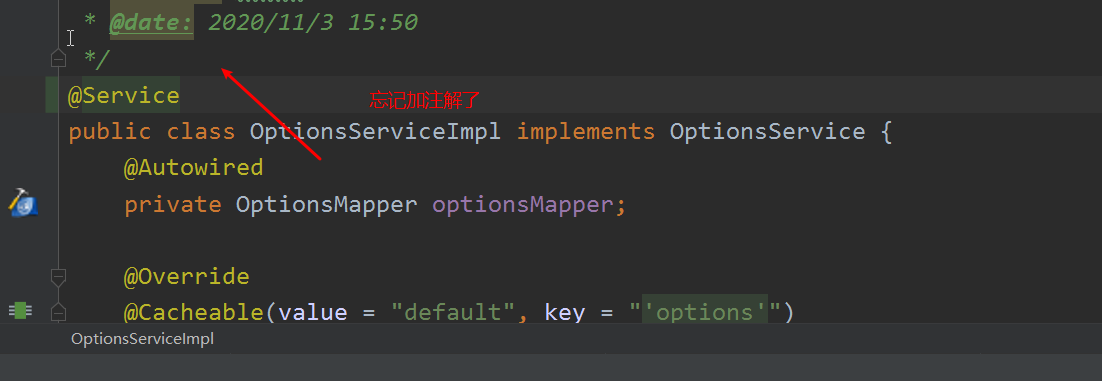 * @date: 2020/11/3 15:50
*/
@Service
忘记加注解了
public class OptionsServiceImpl implements OptionsService {
@Autowired
private OptionsMapper optionsMapper;
@Override
@Cacheable(value = "default", key = "'options'")
OptionsServiceImpl